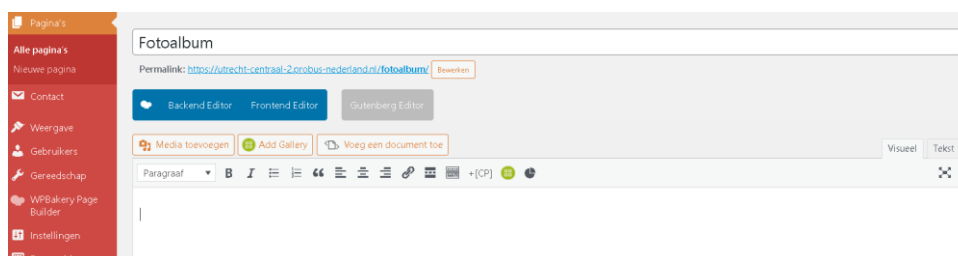 Pagina's
Alle pagina's
Nieuwe pagina
Contact
Weergave
Gebruikers
Gereedschap
WPBakery Page
Builder
Instellingen
Fotoalbum
Permalink: https://utrecht-centraal-2.probus-nederland.nl/fotoalbum/ Bewerken
Backend Editor Frontend Editor Gutenberg Editor
Media toevoegen Add Gallery Voeg een document toe
Visueel Tekst
Paragraaf B I +[CP]